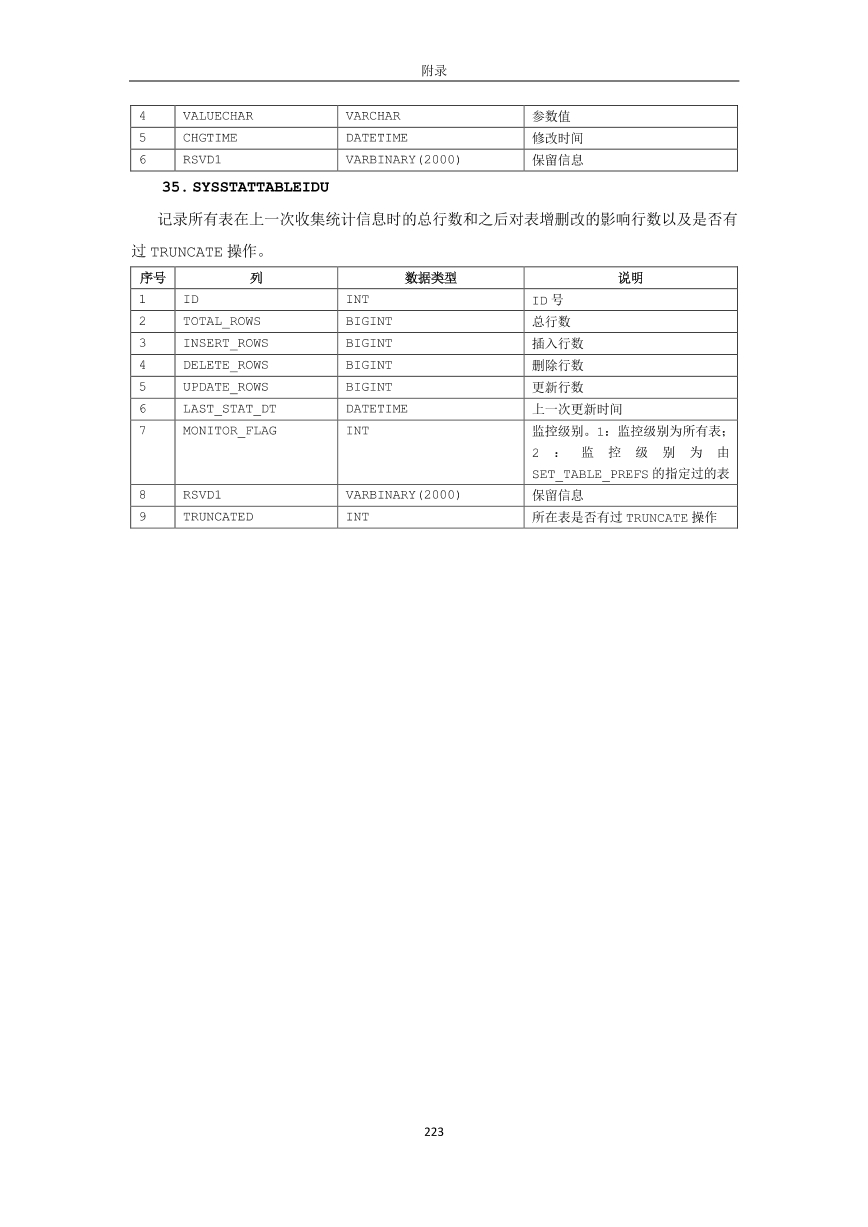 附录
4 VALUECHAR VARCHAR 参数值
5 CHGTIME DATETIME 修改时间
6 RSVD1 VARBINARY(2000) 保留信息
35. SYSSTATTABLEIDU
记录所有表在上一次收集统计信息时的总行数和之后对表增删改的影响行数以及是否有
过 TRUNCATE 操作。
序号 列 数据类型 说明
1 ID INT ID 号
2 TOTAL_ROWS BIGINT 总行数
3 INSERT_ROWS BIGINT 插入行数
4 DELETE_ROWS BIGINT 删除行数
5 UPDATE_ROWS BIGINT 更新行数
6 LAST_STAT_DT DATETIME 上一次更新时间
7 MONITOR_FLAG INT 监控级别。1：监控级别为所有表；
2 ： 监 控 级 别 为 由
SET_TABLE_PREFS 的指定过的表
8 RSVD1 VARBINARY(2000) 保留信息
9 TRUNCATED INT 所在表是否有过 TRUNCATE 操作
223